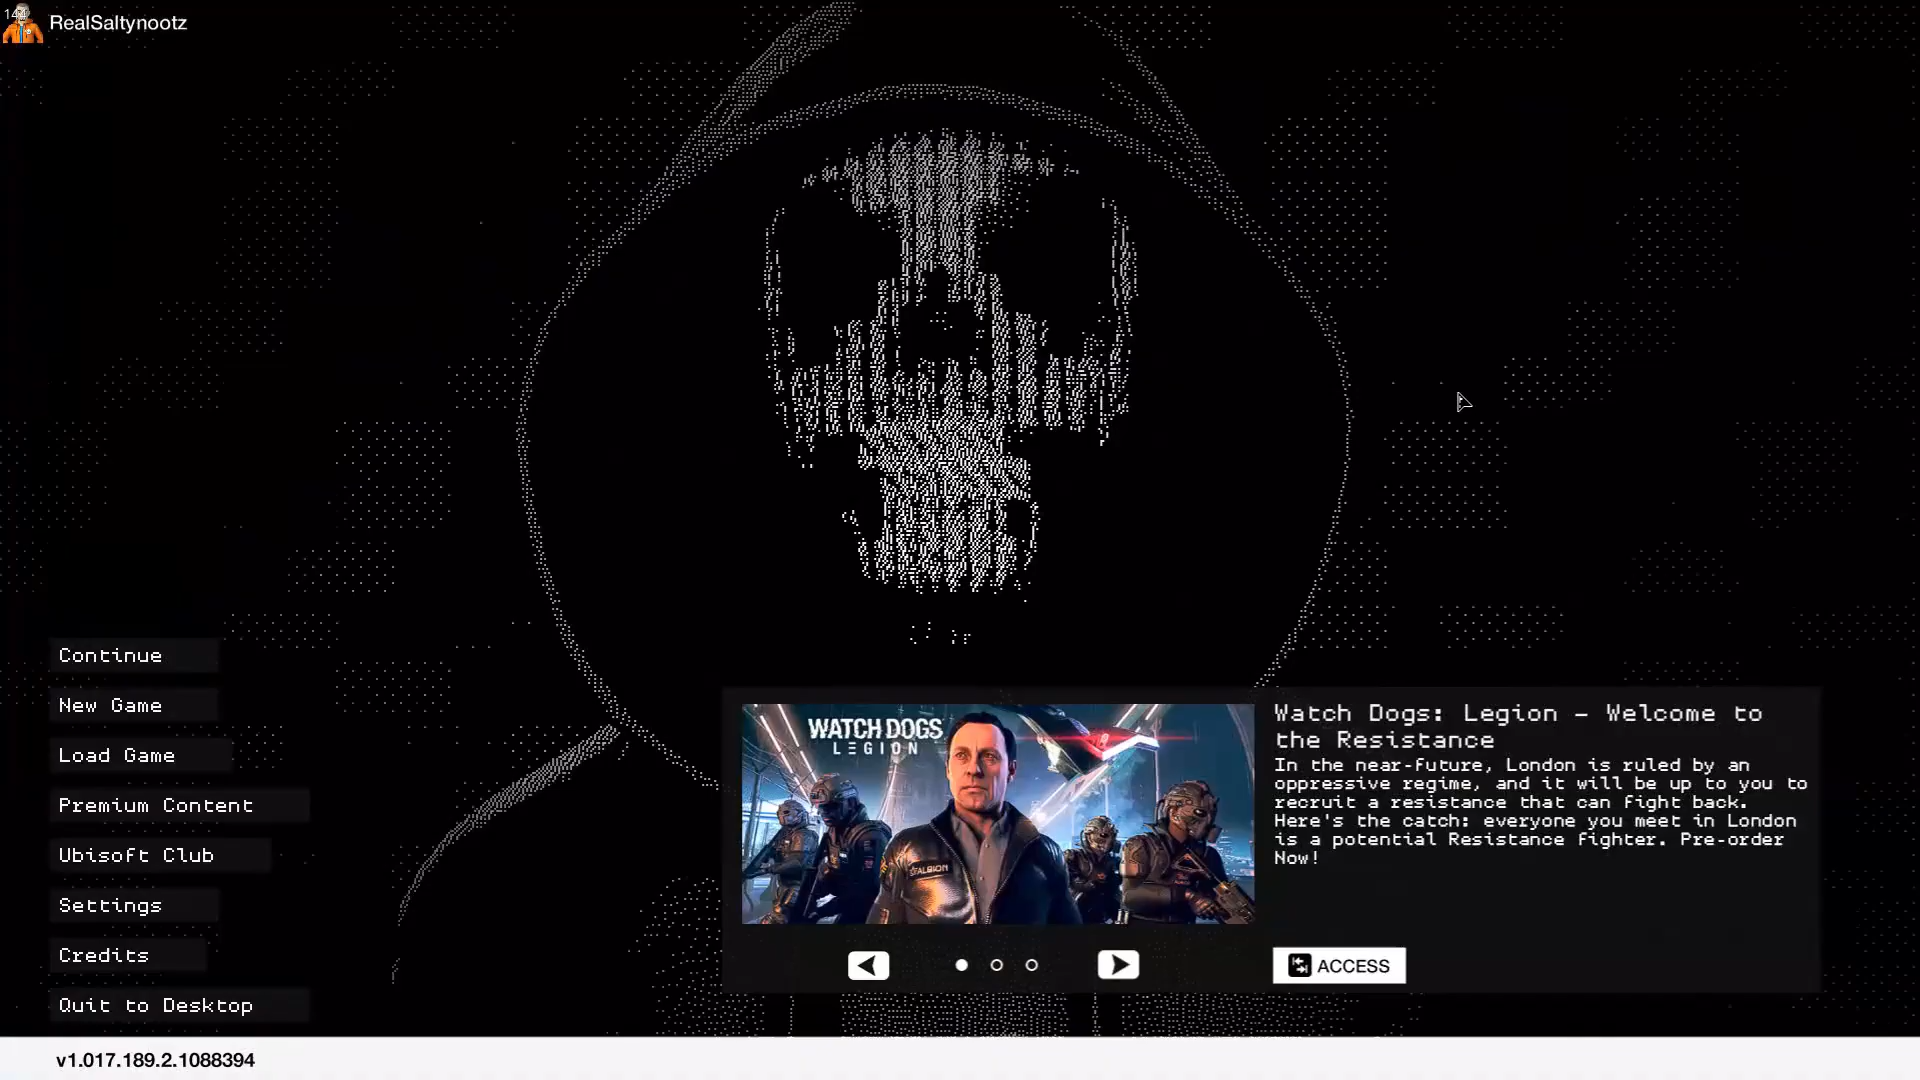 144
RealSaltynootz
Continue
New Game
Load Game
Premium Content
Ubisoft Club
Settings
Credits
Quit to Desktop
WATCH DOGS
LEGION
ALBION
Watch Dogs: Legion – Welcome to
the Resistance
In the near-future, London is ruled by an
oppressive regime, and it will be up to you to
recruit a resistance that can fight back.
Here's the catch: everyone you meet in London
is a potential Resistance fighter. Pre-order
Now!
ACCESS
v1.017.189.2.1088394